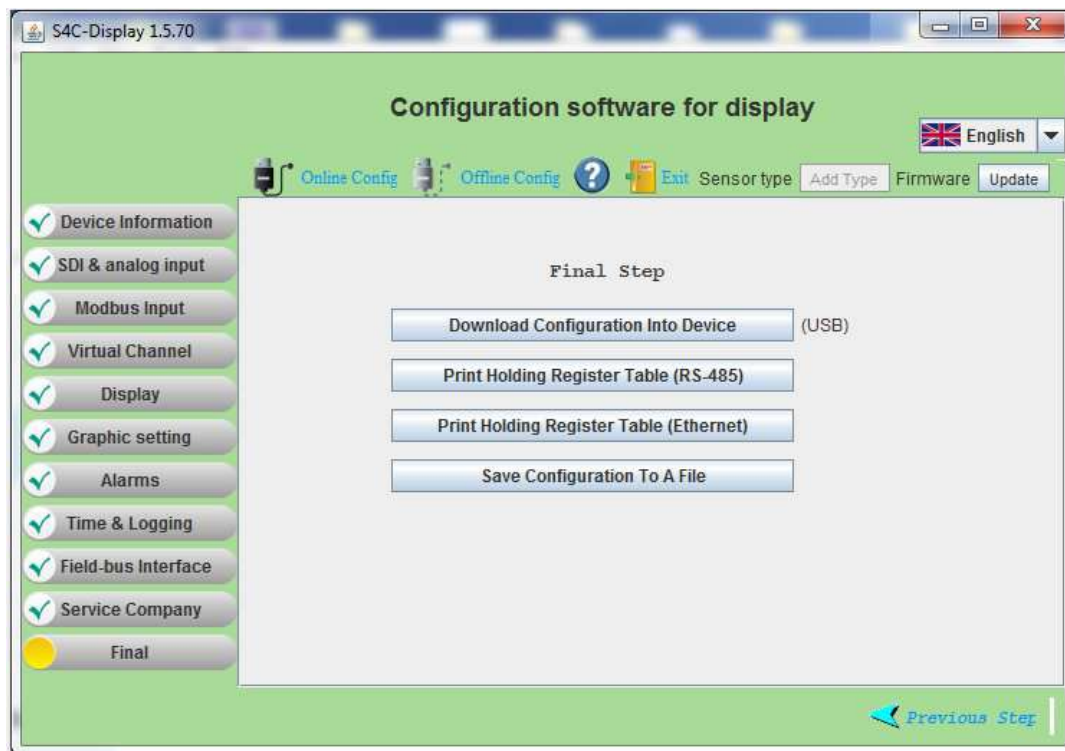 S4C-Display 1.5.70
Configuration software for display
English
Online Config Offline Config ? Exit Sensor type Add Type Firmware Update
Device Information
SDI & analog input
Modbus Input
Virtual Channel
Display
Graphic setting
Alarms
Time & Logging
Field-bus Interface
Service Company
Final
Final Step
Download Configuration Into Device (USB)
Print Holding Register Table (RS-485)
Print Holding Register Table (Ethernet)
Save Configuration To A File
Previous Step